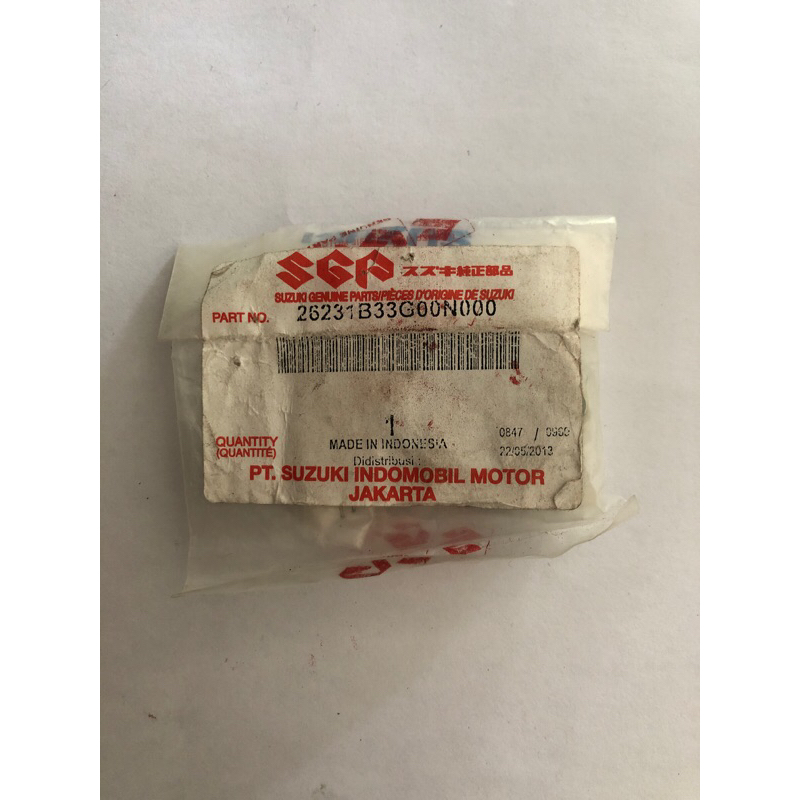 SGP スズキ純正部品
SUZUKI GENUINE PARTS/PIÈCES D'ORIGINE DE SUZUKI
PART NO. 26231B33G00N000
1
QUANTITY
(QUANTITÉ)
MADE IN INDONESIA
0847 /
22/05/2013
Didistribusi :
PT. SUZUKI INDOMOBIL MOTOR
JAKARTA